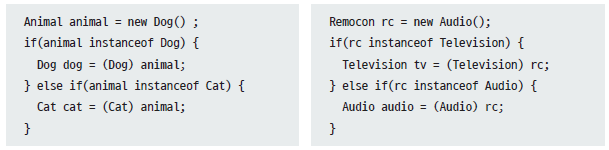 Animal animal = new Dog() ;
if(animal instanceof Dog) {
Dog dog = (Dog) animal;
} else if(animal instanceof Cat) {
Cat cat = (Cat) animal;
}
Remocon rc = new Audio();
if(rc instanceof Television) {
Television tv = (Television) rc;
} else if(rc instanceof Audio) {
Audio audio = (Audio) rc;
}